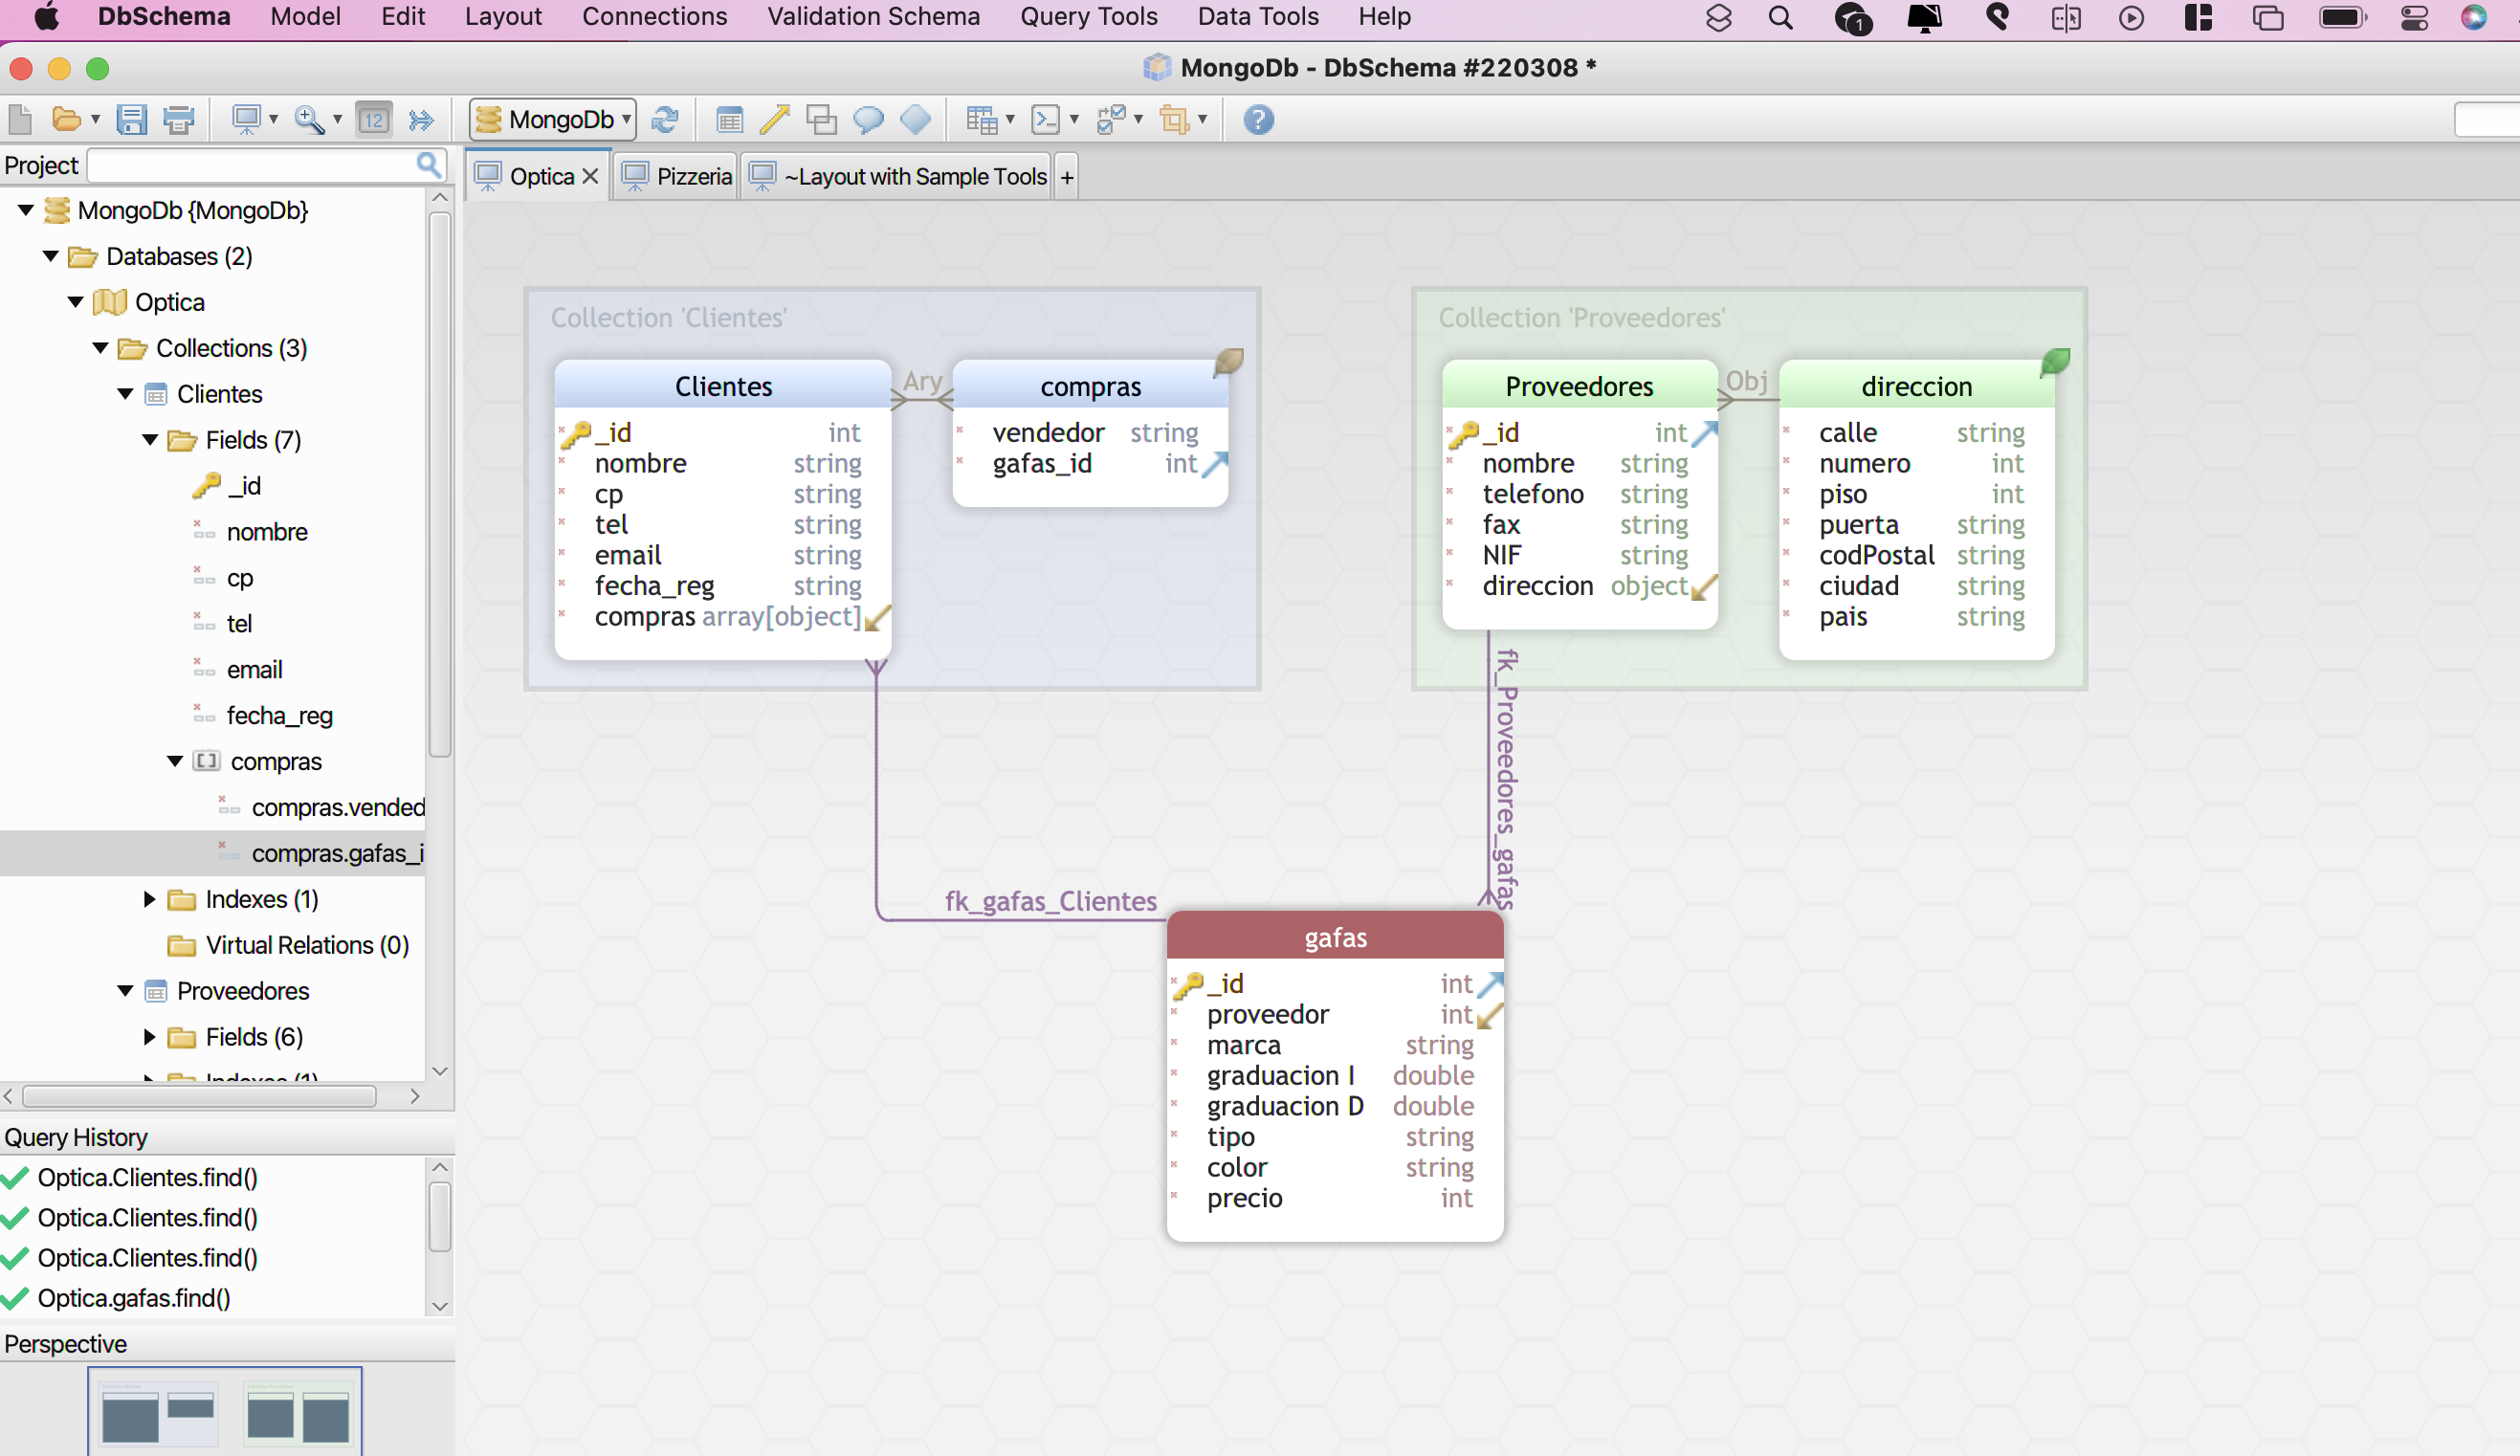 DbSchema Model Edit Layout Connections Validation Schema Query Tools Data Tools Help
1
MongoDb - DbSchema #220308 *
12
MongoDb
Project
Optica
Pizzeria
~Layout with Sample Tools
+
MongoDb {MongoDb}
Databases (2)
Optica
Collections (3)
Clientes
Fields (7)
_id
nombre
cp
tel
email
fecha_reg
compras
compras.vended
compras.gafas_i
Indexes (1)
Virtual Relations (0)
Proveedores
Fields (6)
Indexes (1)
Query History
Optica.Clientes.find()
Optica.Clientes.find()
Optica.Clientes.find()
Optica.gafas.find()
Perspective
Collection 'Clientes'
Clientes
_id int
nombre string
cp string
tel string
email string
fecha_reg string
compras array[object]
Ary
compras
vendedor string
gafas_id int
Collection 'Proveedores'
Proveedores
_id int
nombre string
telefono string
fax string
NIF string
direccion object
Obj
direccion
calle string
numero int
piso int
puerta string
codPostal string
ciudad string
pais string
fk_Proveedores_gafas
fk_gafas_Clientes
gafas
_id int
proveedor int
marca string
graduacion I double
graduacion D double
tipo string
color string
precio int